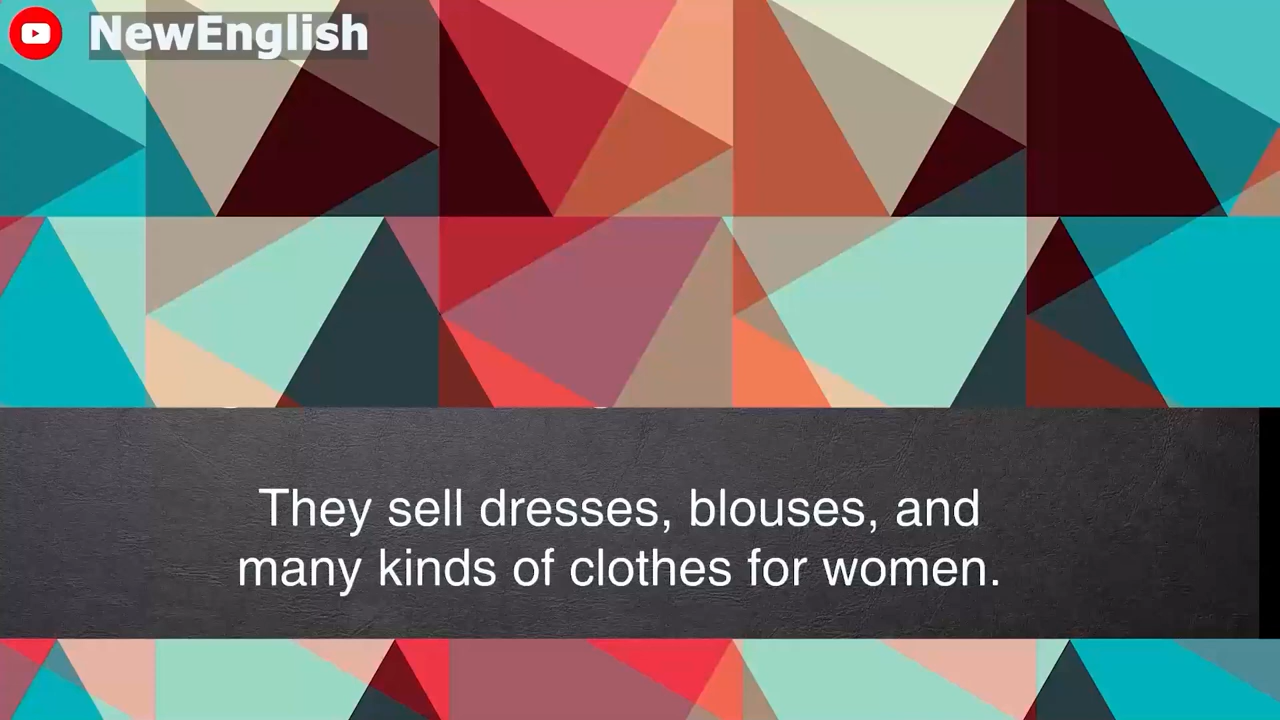 NewEnglish
They sell dresses, blouses, and
many kinds of clothes for women.